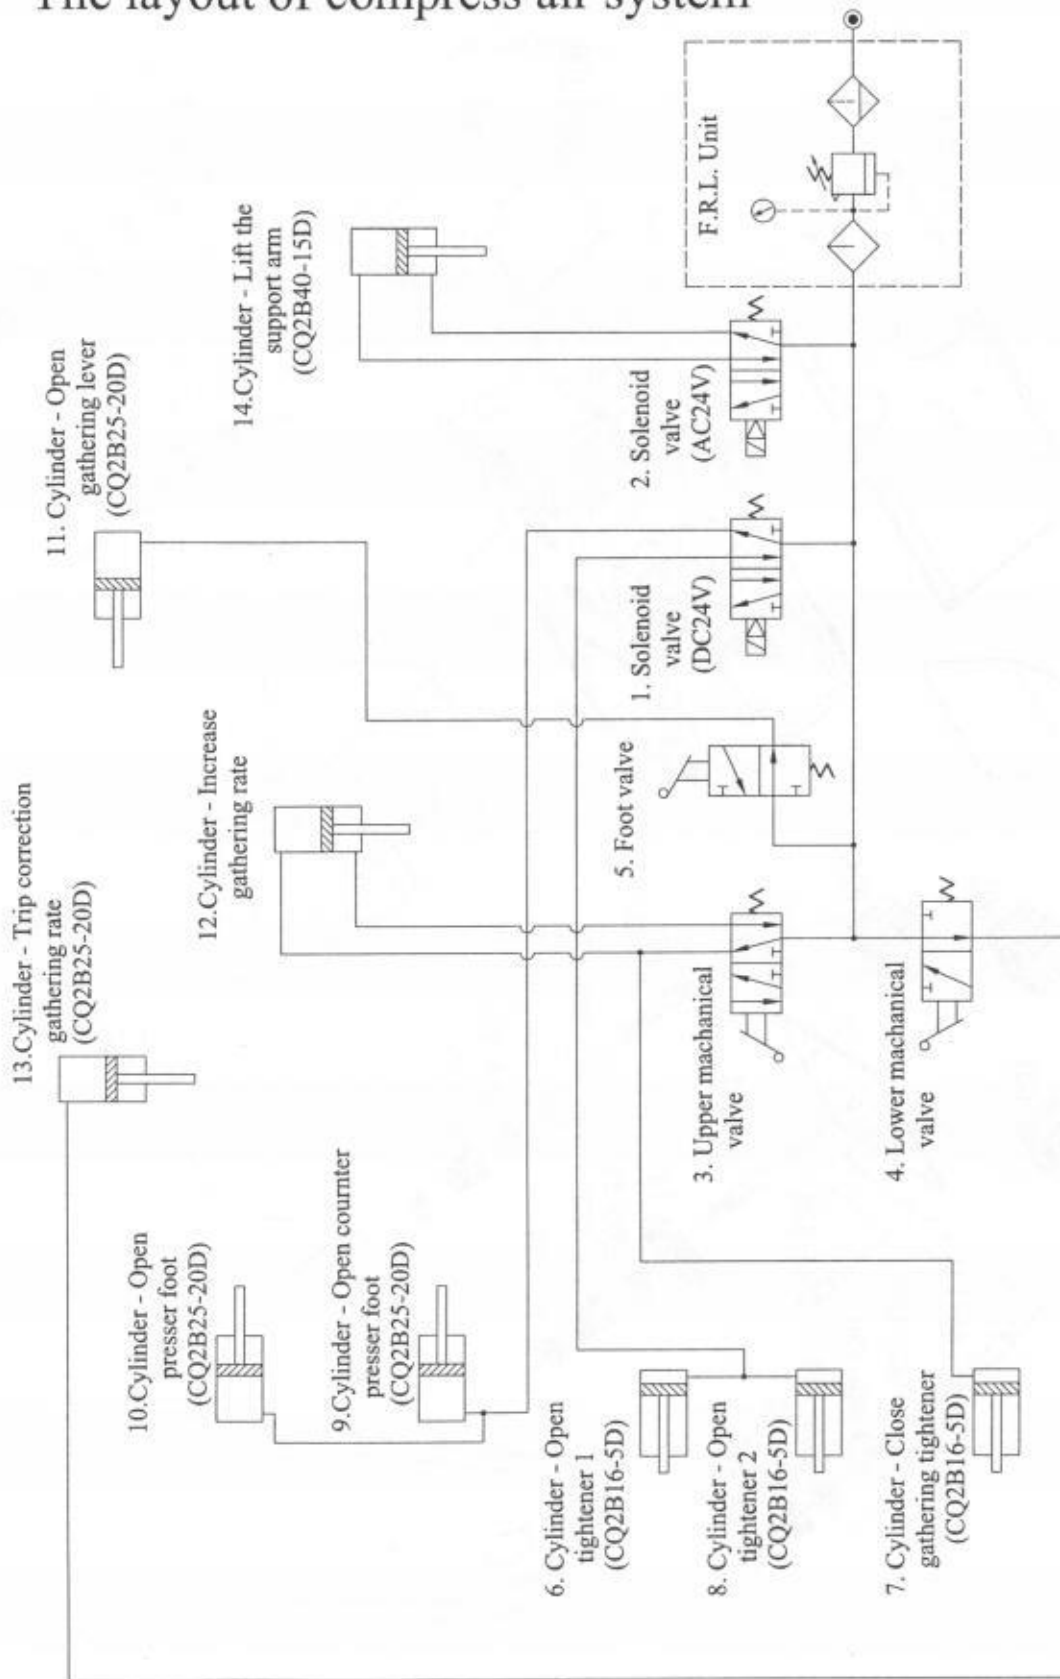 The layout of compress air system
F.R.L. Unit
14.Cylinder - Lift the
support arm
(CQ2B40-15D)
11. Cylinder - Open
gathering lever
(CQ2B25-20D)
2. Solenoid
valve
(AC24V)
1. Solenoid
valve
(DC24V)
12.Cylinder - Increase
gathering rate
5. Foot valve
13.Cylinder - Trip correction
gathering rate
(CQ2B25-20D)
3. Upper machanical
valve
4. Lower machanical
valve
10.Cylinder - Open
presser foot
(CQ2B25-20D)
9.Cylinder - Open counter
presser foot
(CQ2B25-20D)
6. Cylinder - Open
tightener 1
(CQ2B16-5D)
8. Cylinder - Open
tightener 2
(CQ2B16-5D)
7. Cylinder - Close
gathering tightener
(CQ2B16-5D)